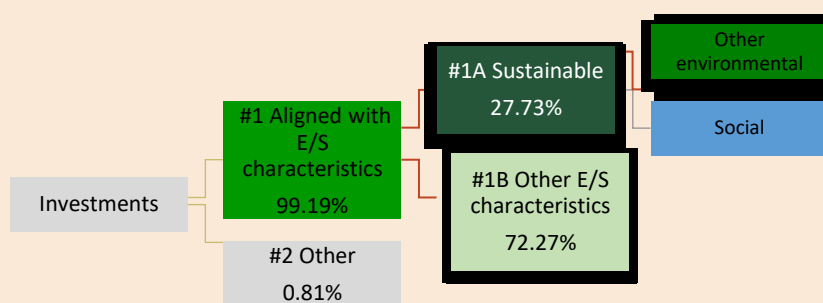 Investments
#1 Aligned with
E/S
characteristics
99.19%
#2 Other
0.81%
#1A Sustainable
27.73%
#1B Other E/S
characteristics
72.27%
Other
environmental
Social